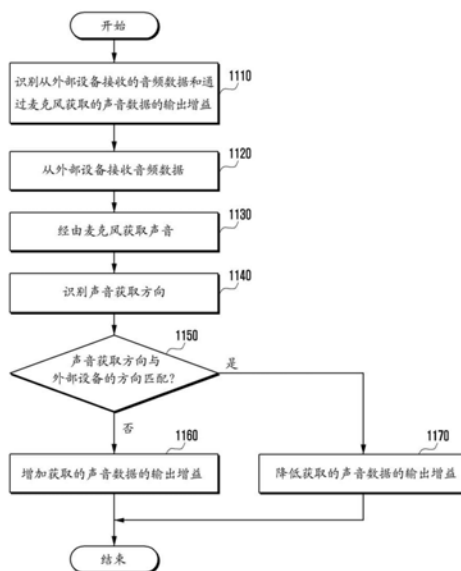 开始
识别从外部设备接收的音频数据和通
过麦克风获取的声音数据的输出增益
1110
从外部设备接收音频数据
1120
经由麦克风获取声音
1130
识别声音获取方向
1140
声音获取方向与
外部设备的方向匹配?
1150
是
否
增加获取的声音数据的输出增益
1160
降低获取的声音数据的输出增益
1170
结束